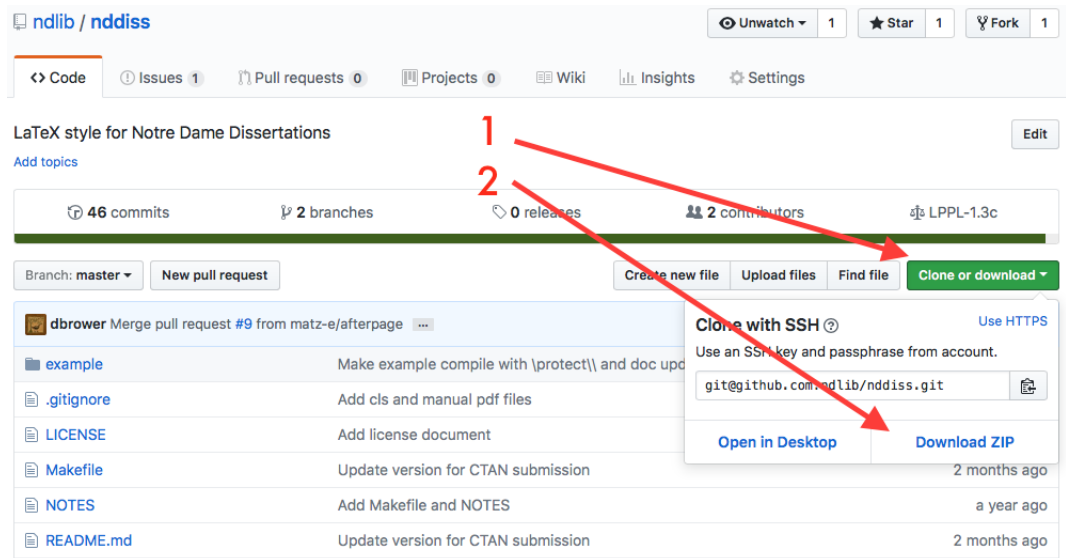 ndlib / nddiss Unwatch 1 Star 1 Fork 1
Code Issues 1 Pull requests 0 Projects 0 Wiki Insights Settings
1
LaTeX style for Notre Dame Dissertations Edit
Add topics
2
46 commits 2 branches 0 releases 2 contributors LPPL-1.3c
Branch: master New pull request Create new file Upload files Find file Clone or download
dbrower Merge pull request #9 from matz-e/afterpage ...
Clone with SSH ? Use HTTPS
Use an SSH key and passphrase from account.
example Make example compile with \protect\\ and doc upd
git@github.com:ndlib/nddiss.git
.gitignore Add cls and manual pdf files
LICENSE Add license document
Open in Desktop Download ZIP
Makefile Update version for CTAN submission 2 months ago
NOTES Add Makefile and NOTES a year ago
README.md Update version for CTAN submission 2 months ago